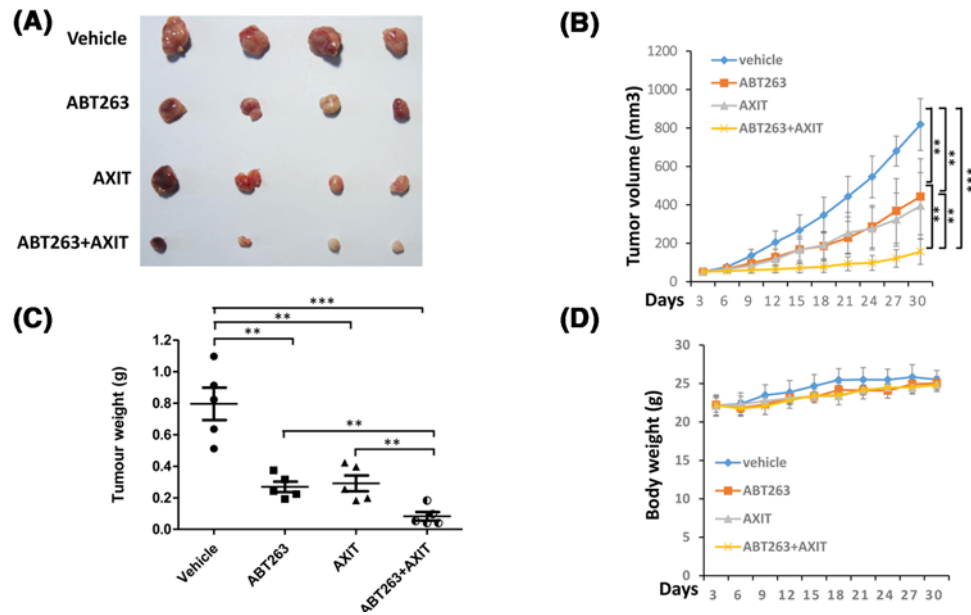 (A)
Vehicle
ABT263
AXIT
ABT263+AXIT
(B)
1200
1000
800
600
400
200
0
Tumor volume (mm3)
vehicle
ABT263
AXIT
ABT263+AXIT
**
**
***
**
**
Days 3 6 9 12 15 18 21 24 27 30
(C)
***
**
**
**
**
1.2
1.0
0.8
0.6
0.4
0.2
0.0
Tumour weight (g)
Vehicle
ABT263
AXIT
ABT263+AXIT
(D)
30
25
20
15
10
5
0
Body weight (g)
vehicle
ABT263
AXIT
ABT263+AXIT
Days 3 6 9 12 15 18 21 24 27 30